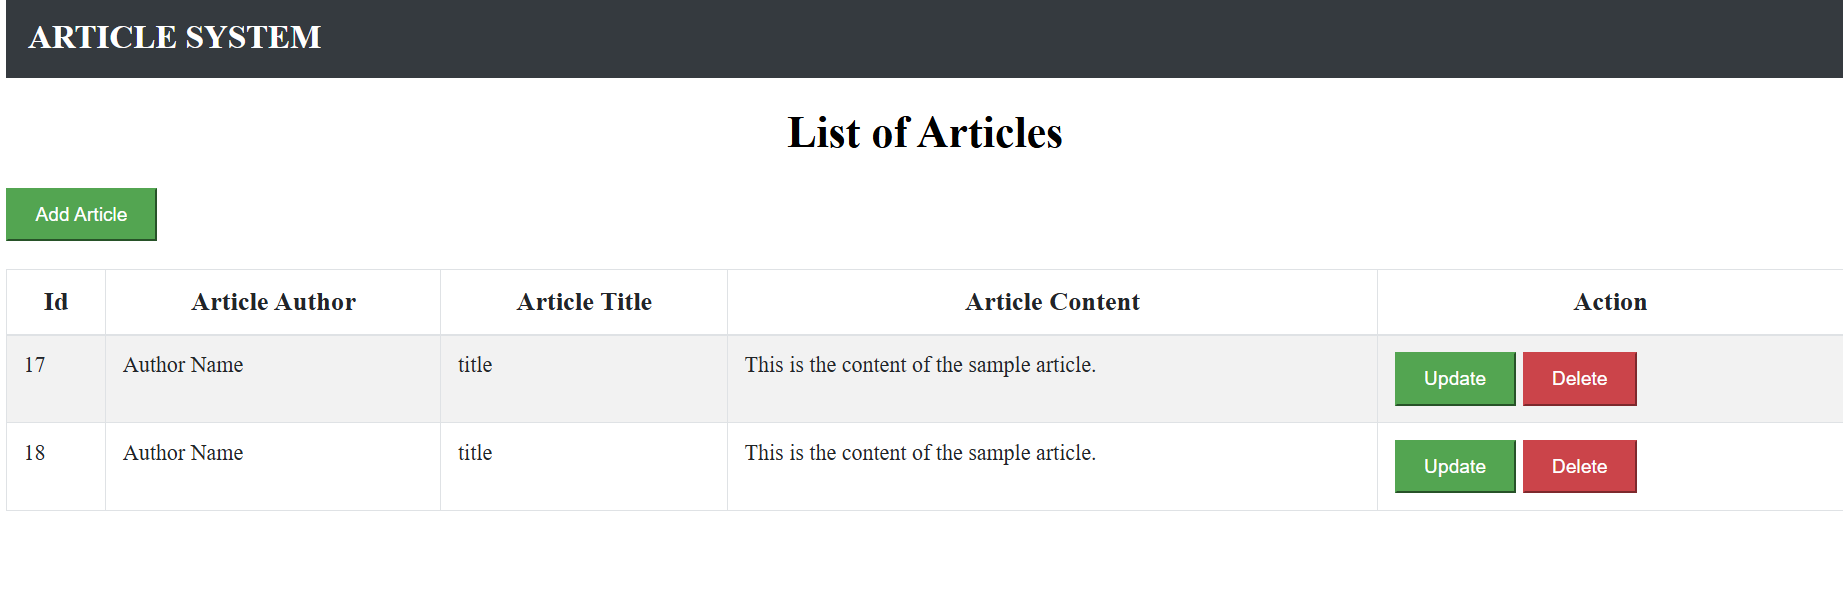 ARTICLE SYSTEM
List of Articles
Add Article
Id Article Author Article Title Article Content Action
17 Author Name title This is the content of the sample article. Update Delete
18 Author Name title This is the content of the sample article. Update Delete